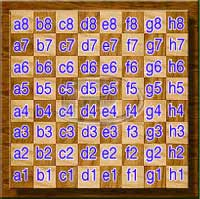 a8 b8 c8 d8 e8 f8 g8 h8
a7 b7 c7 d7 e7 f7 g7 h7
a6 b6 c6 d6 e6 f6 g6 h6
a5 b5 c5 d5 e5 f5 g5 h5
a4 b4 c4 d4 e4 f4 g4 h4
a3 b3 c3 d3 e3 f3 g3 h3
a2 b2 c2 d2 e2 f2 g2 h2
a1 b1 c1 d1 e1 f1 g1 h1